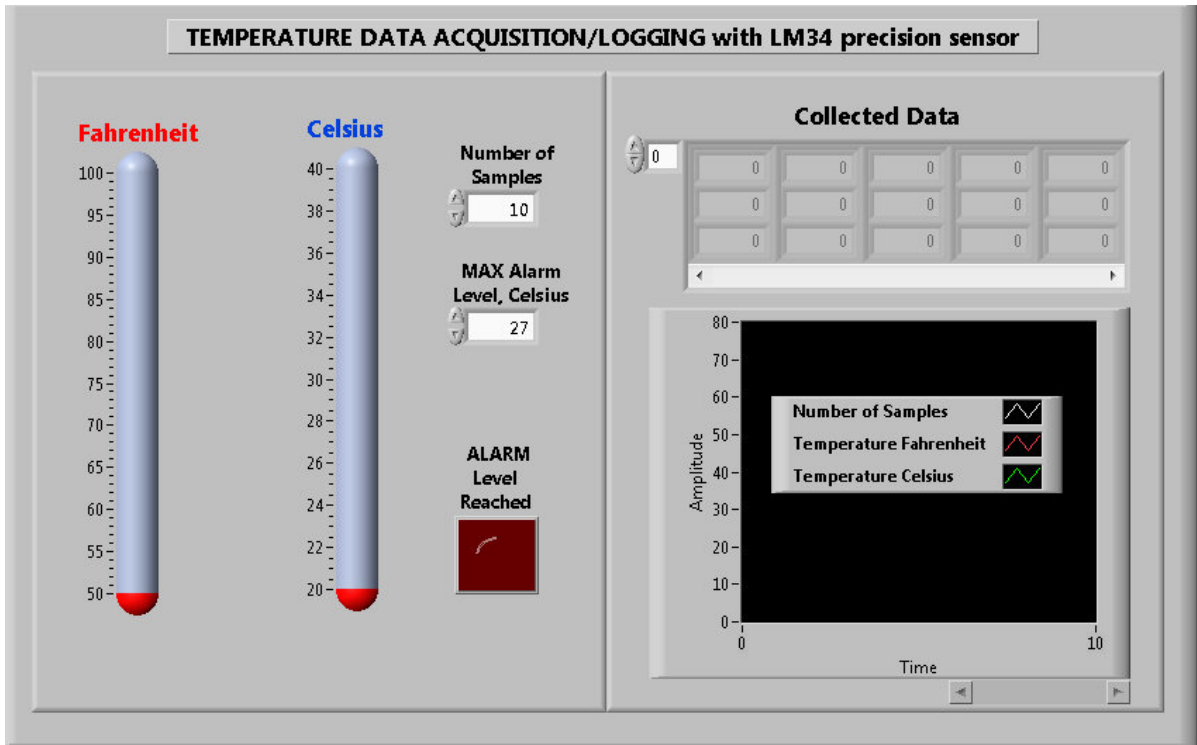 TEMPERATURE DATA ACQUISITION/LOGGING with LM34 precision sensor
Fahrenheit
100
95
90
85
80
75
70
65
60
55
50
Celsius
40
38
36
34
32
30
28
26
24
22
20
Number of
Samples
10
MAX Alarm
Level, Celsius
27
ALARM
Level
Reached
Collected Data
0
0 0 0 0 0
0 0 0 0 0
0 0 0 0 0
80
70
60
50
40
30
20
10
0
Amplitude
Number of Samples
Temperature Fahrenheit
Temperature Celsius
0 10
Time